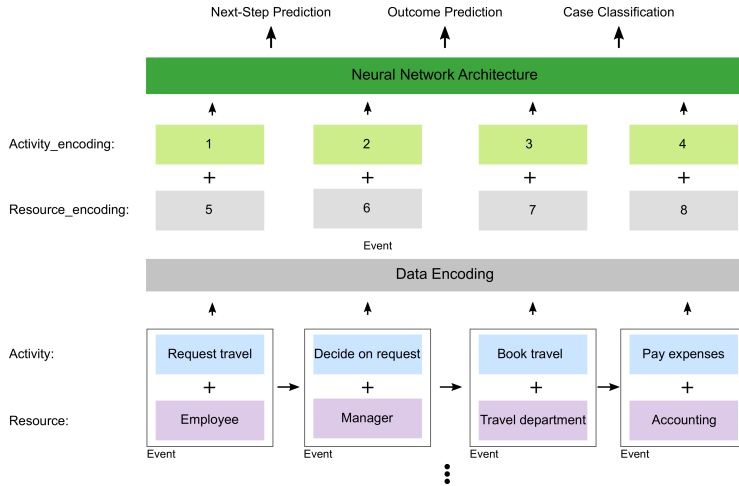 Next-Step Prediction Outcome Prediction Case Classification
Neural Network Architecture
Activity_encoding: 1 2 3 4
+ + + +
Resource_encoding: 5 6 7 8
Event
Data Encoding
Activity: Request travel Decide on request Book travel Pay expenses
+ + + +
Resource: Employee Manager Travel department Accounting
Event Event Event Event